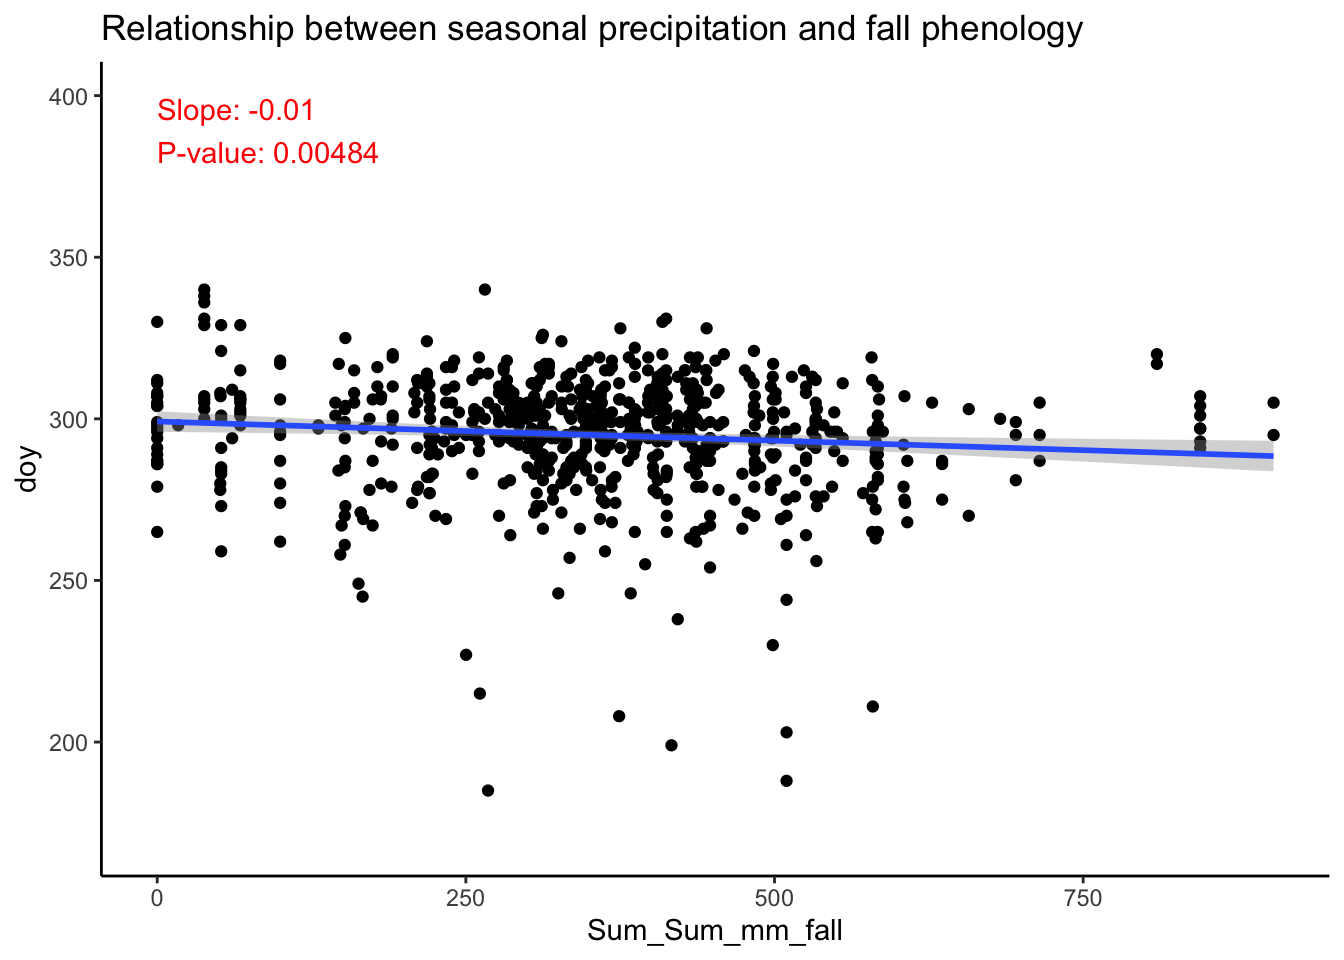 Relationship between seasonal precipitation and fall phenology
400
Slope: -0.01
P-value: 0.00484
350
300
doy
250
200
0 250 500 750
Sum_Sum_mm_fall